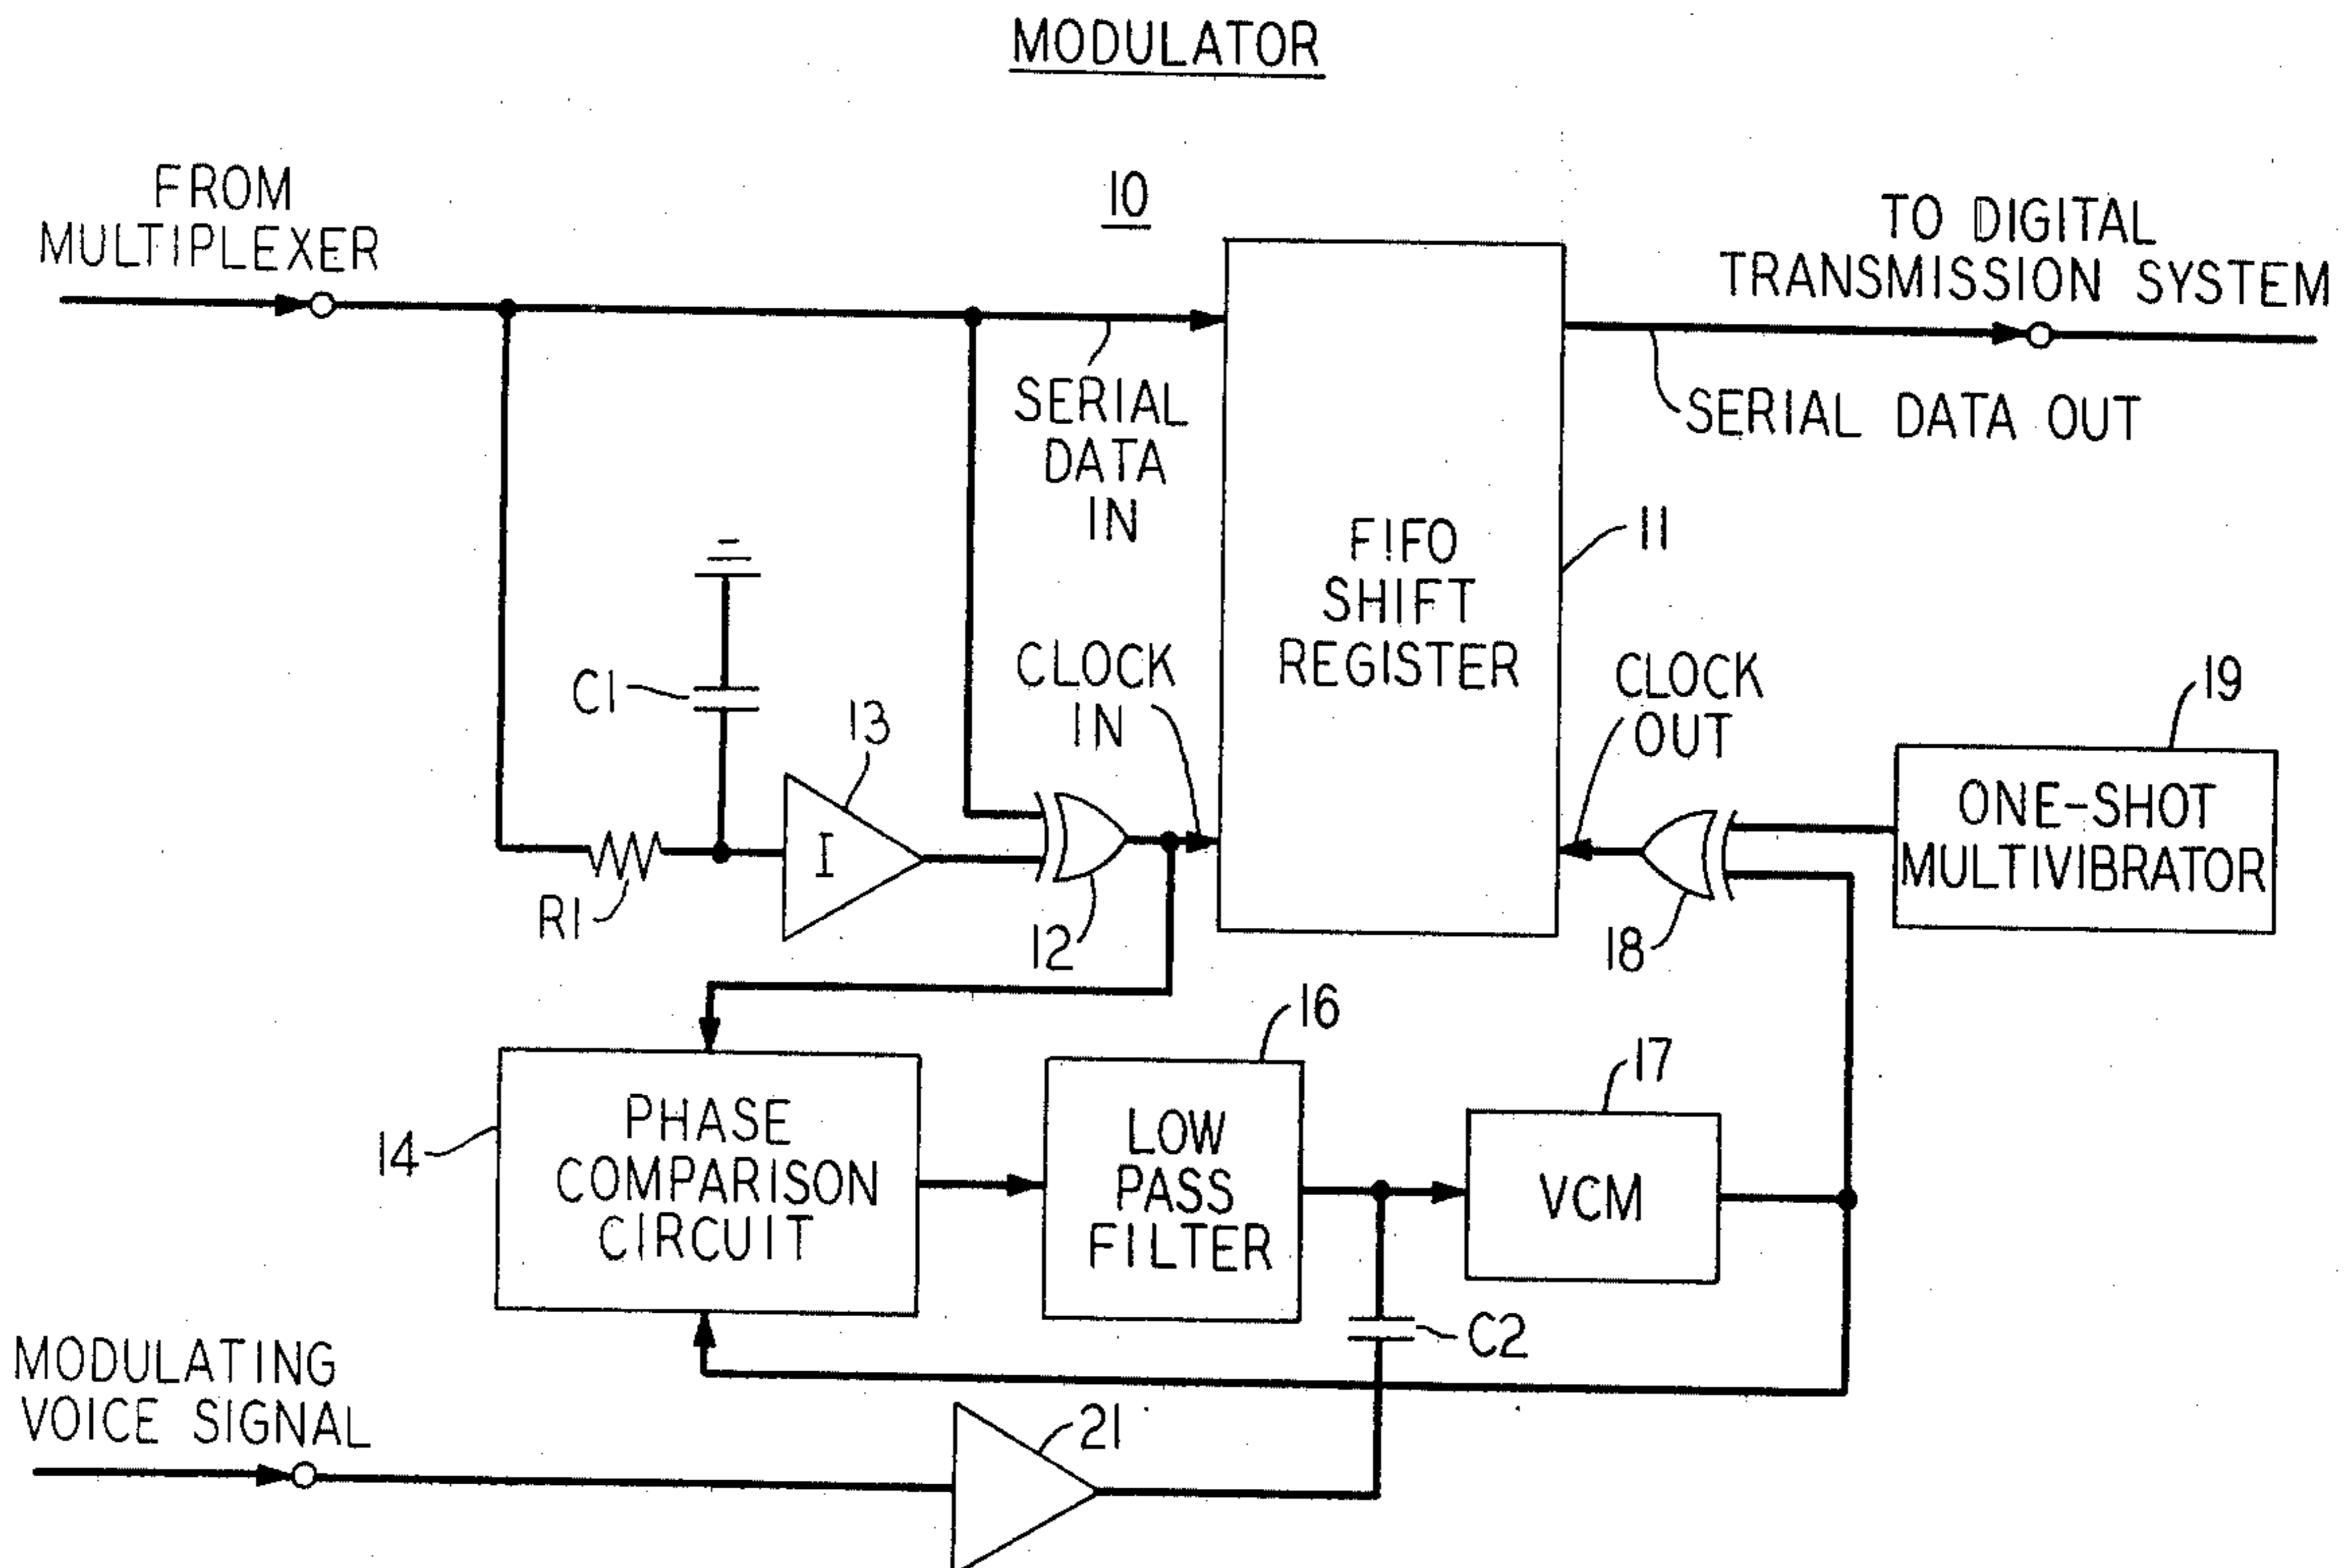 MODULATOR
FROM
MULTIPLEXER
10
TO DIGITAL
TRANSMISSION SYSTEM
SERIAL
DATA
IN
SERIAL DATA OUT
FIFO
SHIFT
REGISTER
11
C1
13
CLOCK
IN
CLOCK
OUT
19
ONE-SHOT
MULTIVIBRATOR
I
R1
12
18
16
17
14
PHASE
COMPARISON
CIRCUIT
LOW
PASS
FILTER
VCM
C2
MODULATING
VOICE SIGNAL
21